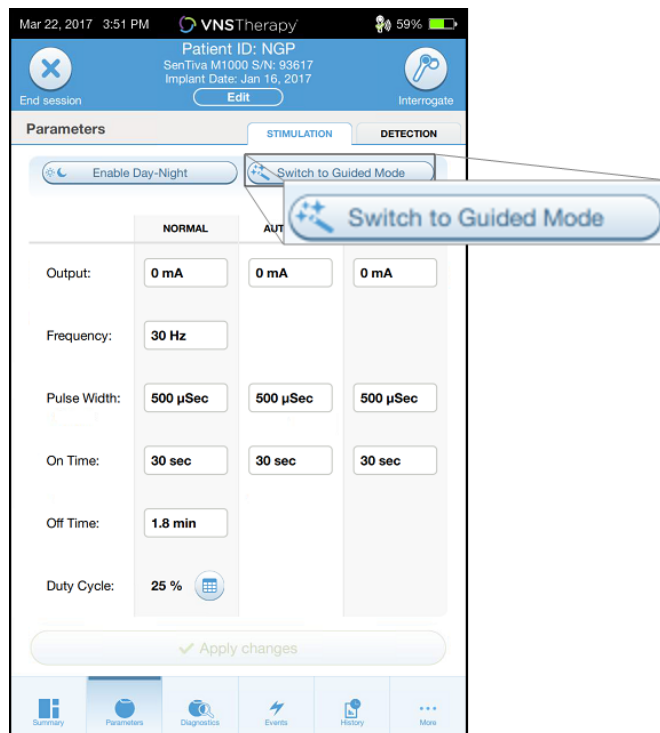 Mar 22, 2017 3:51 PM VNSTherapy 59%
Patient ID: NGP
SenTiva M1000 S/N: 93617
Implant Date: Jan 16, 2017
End session Edit Interrogate
Parameters STIMULATION DETECTION
Enable Day-Night Switch to Guided Mode
Switch to Guided Mode
NORMAL AUT
Output: 0 mA 0 mA 0 mA
Frequency: 30 Hz
Pulse Width: 500 µSec 500 µSec 500 µSec
On Time: 30 sec 30 sec 30 sec
Off Time: 1.8 min
Duty Cycle: 25 %
Apply changes
Summary Parameters Diagnostics Events History More